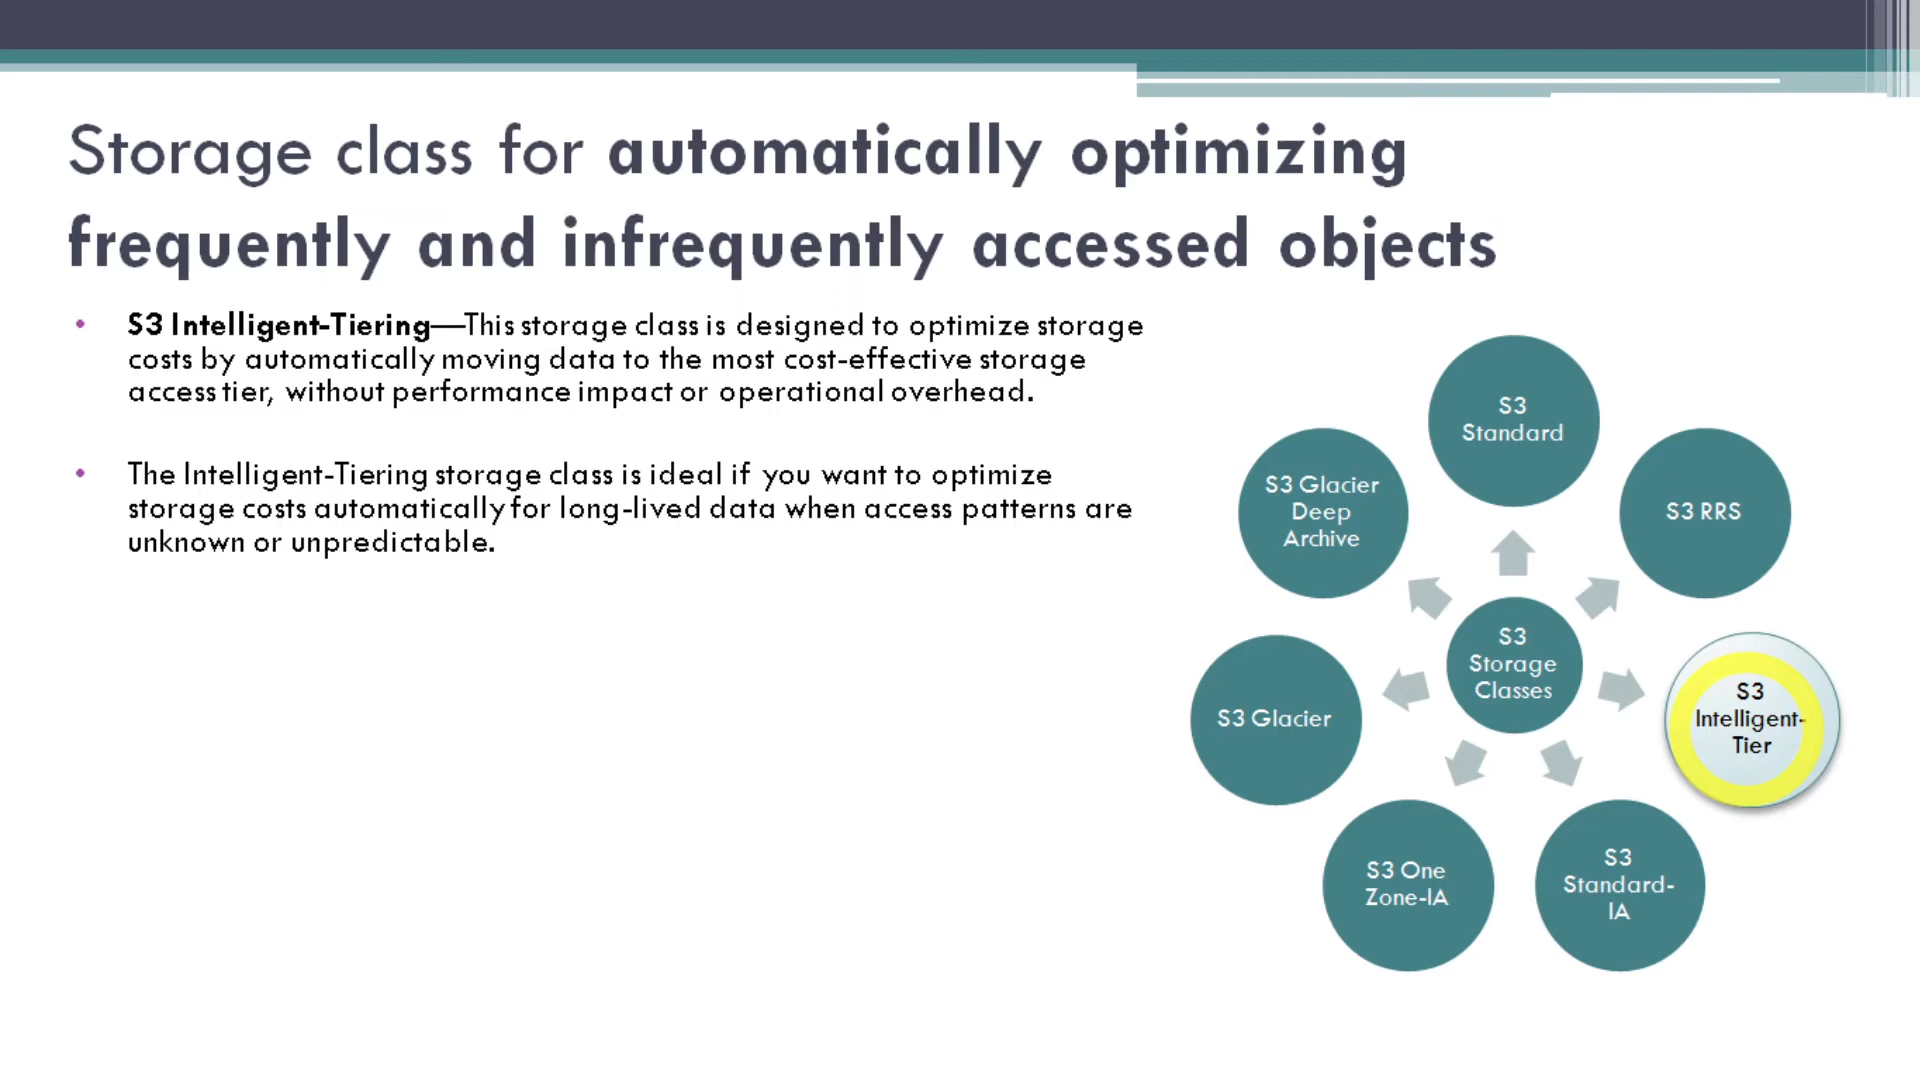 Storage class for automatically optimizing
frequently and infrequently accessed objects
• S3 Intelligent-Tiering—This storage class is designed to optimize storage
costs by automatically moving data to the most cost-effective storage
access tier, without performance impact or operational overhead.
• The Intelligent-Tiering storage class is ideal if you want to optimize
storage costs automatically for long-lived data when access patterns are
unknown or unpredictable.
S3
Standard
S3 RRS
S3
Intelligent-
Tier
S3
Standard-
IA
S3 One
Zone-IA
S3 Glacier
S3 Glacier
Deep
Archive
S3
Storage
Classes